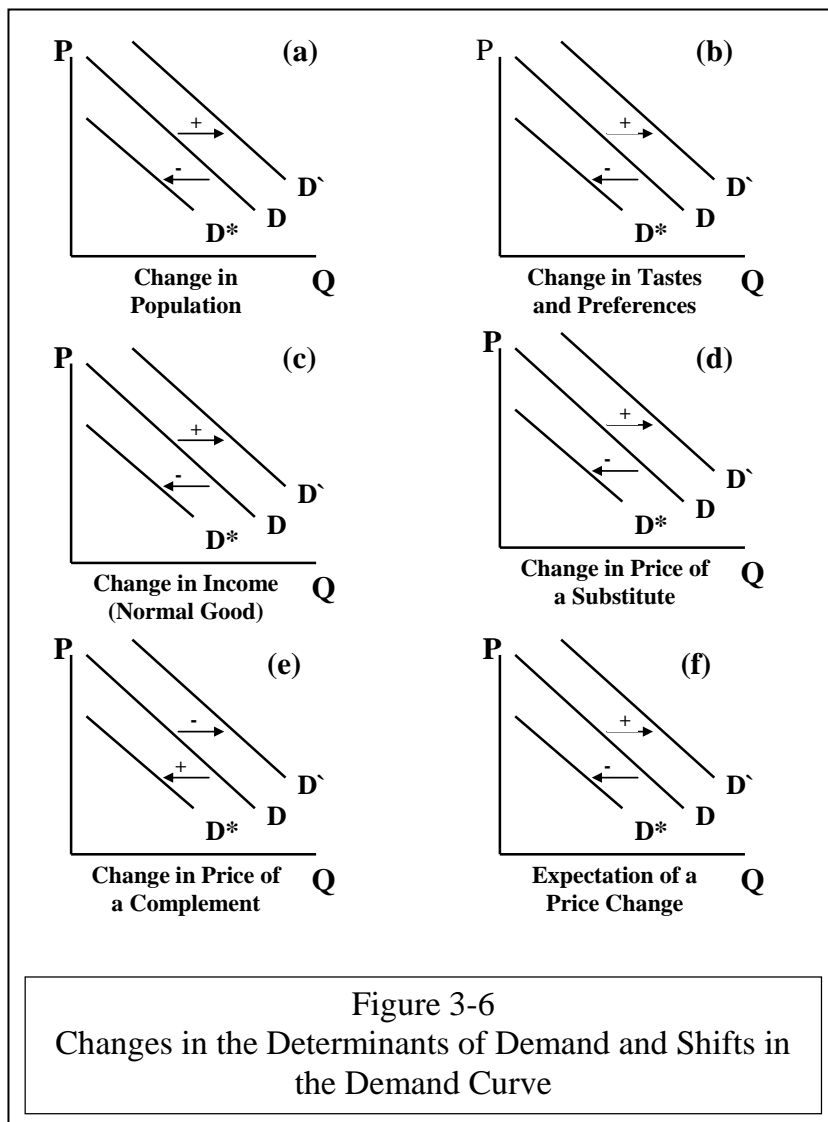 P
(a)
+
-
D`
D
D*
Q
Change in
Population
P
(b)
+
-
D`
D
D*
Q
Change in Tastes
and Preferences
P
(c)
+
-
D`
D
D*
Q
Change in Income
(Normal Good)
P
(d)
+
-
D`
D
D*
Q
Change in Price of
a Substitute
P
(e)
-
+
D`
D
D*
Q
Change in Price of
a Complement
P
(f)
+
-
D`
D
D*
Q
Expectation of a
Price Change
Figure 3-6
Changes in the Determinants of Demand and Shifts in
the Demand Curve